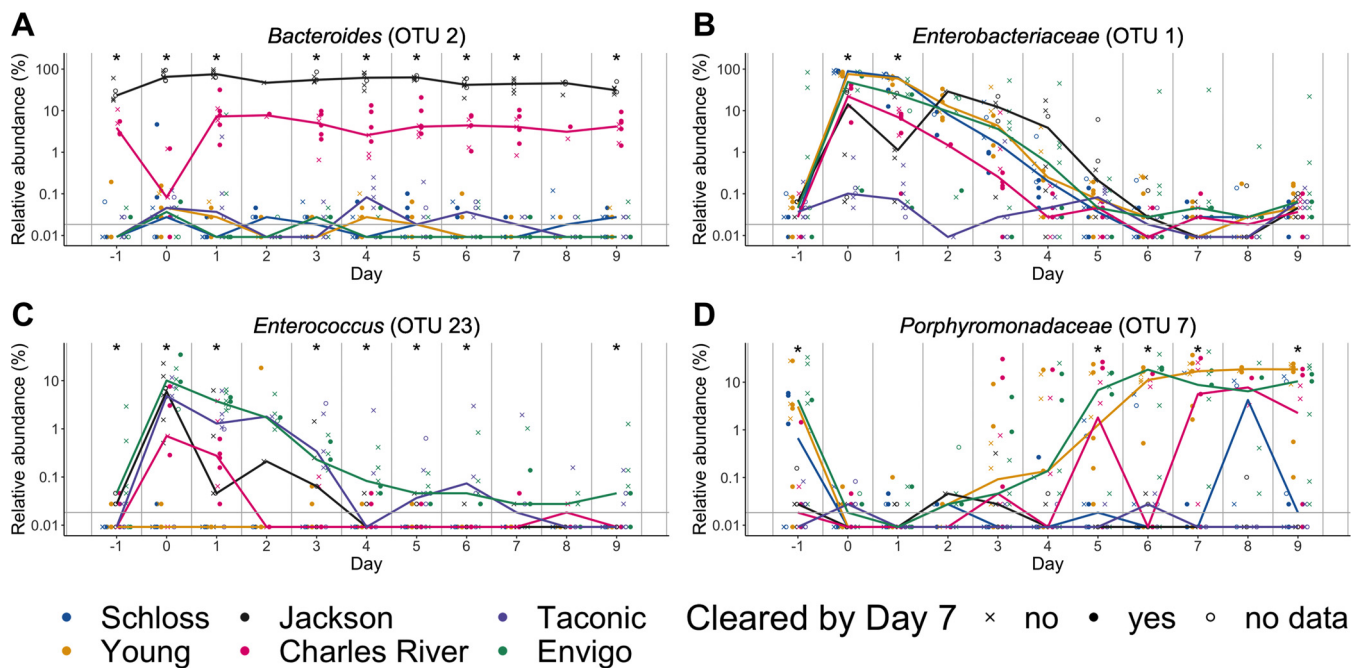 A
Bacteroides (OTU 2)
* * * * * * * * *
Relative abundance (%)
100
10
1
0.1
0.01
-1 0 1 2 3 4 5 6 7 8 9
Day
B
Enterobacteriaceae (OTU 1)
* *
Relative abundance (%)
100
10
1
0.1
0.01
-1 0 1 2 3 4 5 6 7 8 9
Day
C
Enterococcus (OTU 23)
* * * * * * * *
Relative abundance (%)
10
1
0.1
0.01
-1 0 1 2 3 4 5 6 7 8 9
Day
D
Porphyromonadaceae (OTU 7)
* * * * *
Relative abundance (%)
10
1
0.1
0.01
-1 0 1 2 3 4 5 6 7 8 9
Day
Schloss Jackson Taconic Cleared by Day 7 × no yes no data
Young Charles River Envigo